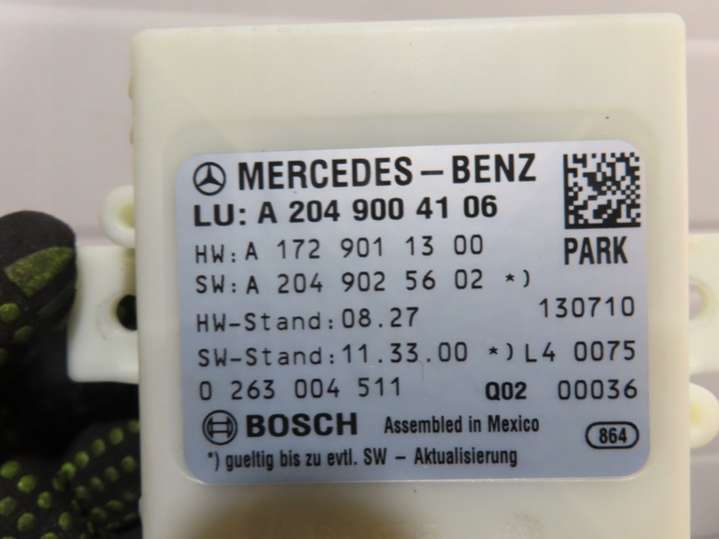 MERCEDES-BENZ
LU: A 204 900 41 06
HW: A 172 901 13 00
PARK
SW: A 204 902 56 02 *)
HW-Stand: 08.27
130710
SW-Stand: 11.33.00 *) L4 0075
0 263 004 511 Q02 00036
BOSCH Assembled in Mexico
864
*) gueltig bis zu evtl. SW - Aktualisierung